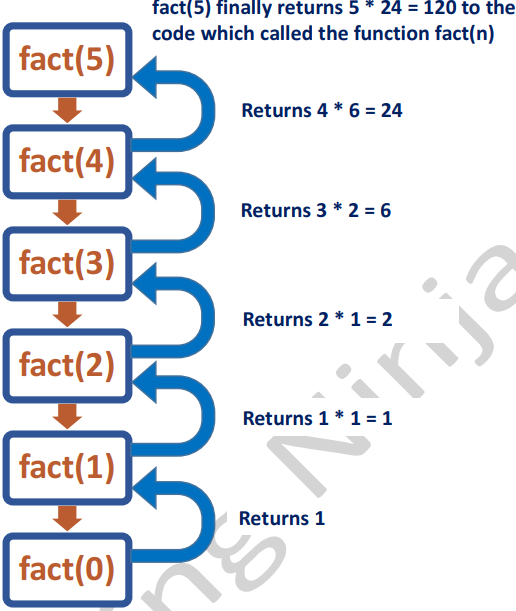 fact(5) finally returns 5 * 24 = 120 to the
code which called the function fact(n)
fact(5)
Returns 4 * 6 = 24
fact(4)
Returns 3 * 2 = 6
fact(3)
Returns 2 * 1 = 2
fact(2)
Returns 1 * 1 = 1
fact(1)
Returns 1
fact(0)
ng Ninja